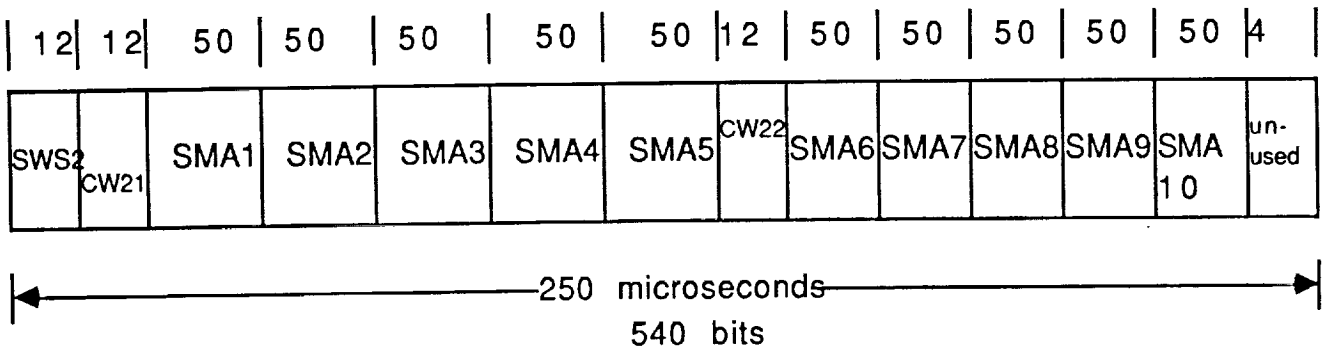 12 12 50 50 50 50 50 12 50 50 50 50 50 4
SWS2 CW21 SMA1 SMA2 SMA3 SMA4 SMA5 CW22 SMA6 SMA7 SMA8 SMA9 SMA 10 un-used
250 microseconds
540 bits